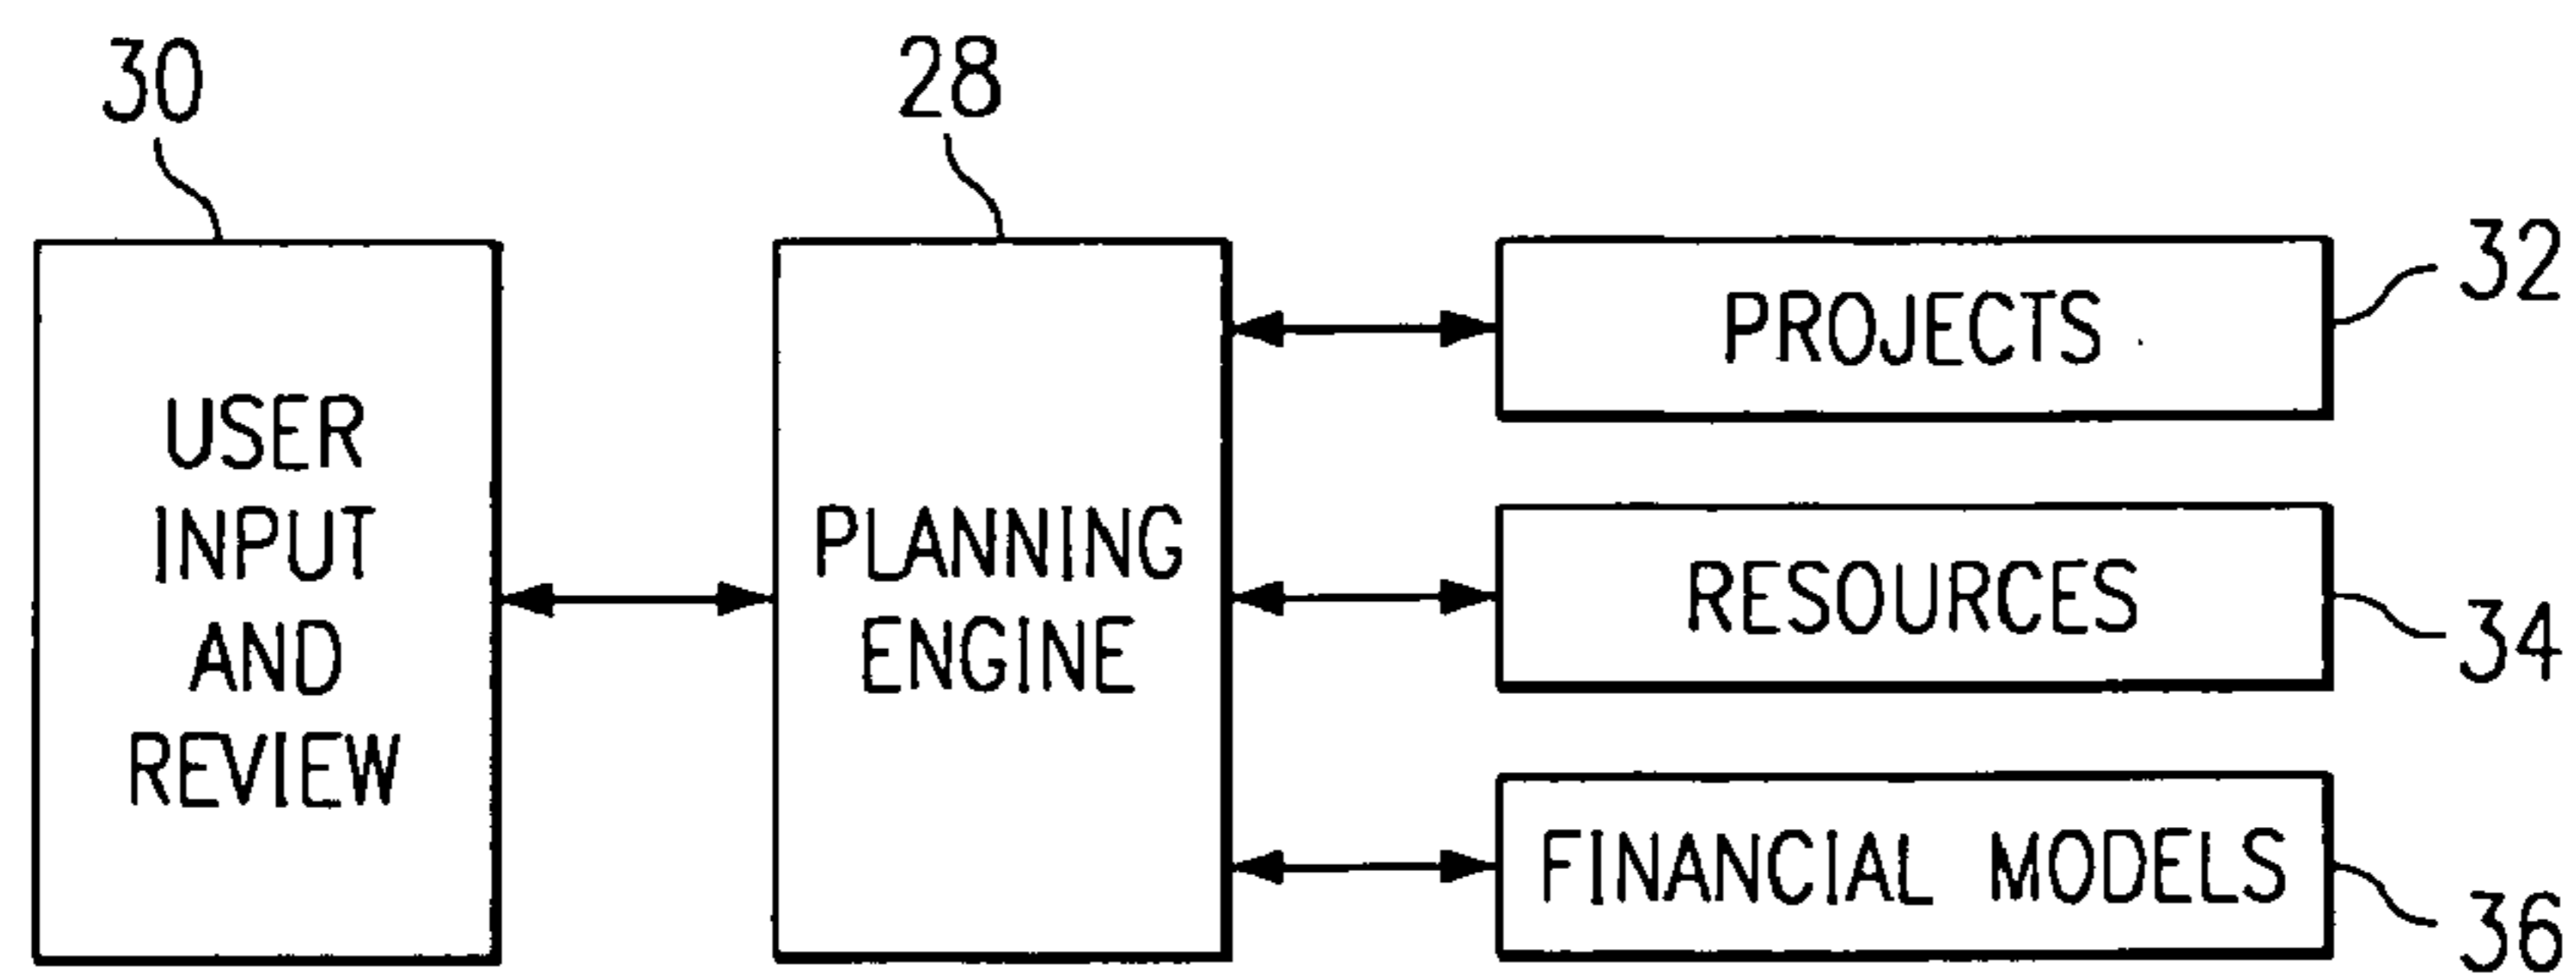 30
28
32
34
36
USER
INPUT
AND
REVIEW
PLANNING
ENGINE
PROJECTS
RESOURCES
FINANCIAL MODELS